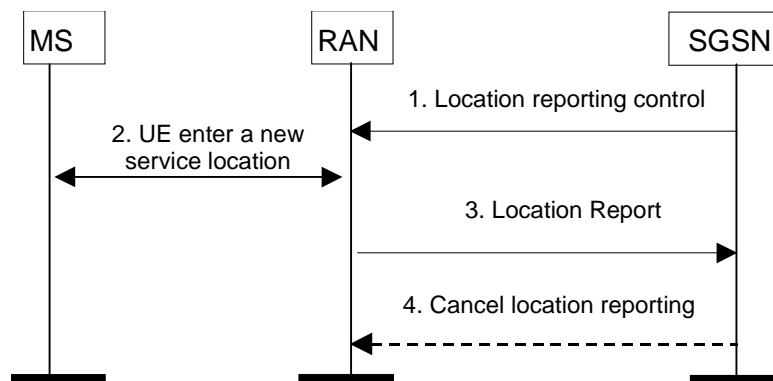 MS
RAN
SGSN
1. Location reporting control
2. UE enter a new
service location
3. Location Report
4. Cancel location reporting